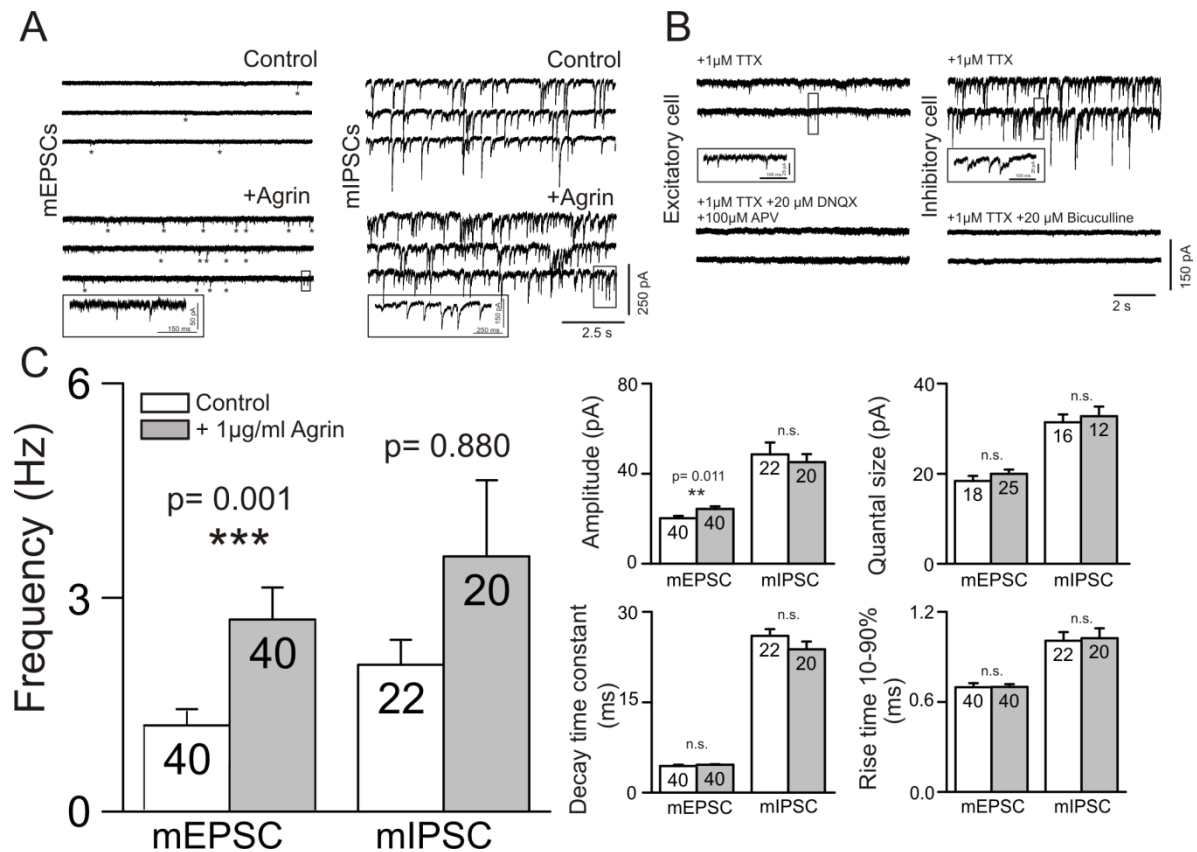 A
Control
Control
mEPSCs
*
*
*
*
mIPSCs
+Agrin
+Agrin
* * * * * * * *
* * * * *
* * * * *
50 pA
150 ms
150 pA
250 ms
250 pA
2.5 s
B
+1µM TTX
+1µM TTX
Excitatory cell
25 pA
100 ms
Inhibitory cell
25 pA
100 ms
+1µM TTX +20 µM DNQX
+100µM APV
+1µM TTX +20 µM Bicuculline
150 pA
2 s
C
Frequency (Hz)
6
3
0
Control
+ 1µg/ml Agrin
p= 0.001
***
p= 0.880
40
40
22
20
mEPSC
mIPSC
Amplitude (pA)
80
40
0
p= 0.011
**
n.s.
40
40
22
20
mEPSC
mIPSC
Quantal size (pA)
40
20
0
n.s.
n.s.
18
25
16
12
mEPSC
mIPSC
Decay time constant
(ms)
30
15
0
n.s.
n.s.
40
40
22
20
mEPSC
mIPSC
Rise time 10-90%
(ms)
1.2
0.6
0.0
n.s.
n.s.
40
40
22
20
mEPSC
mIPSC